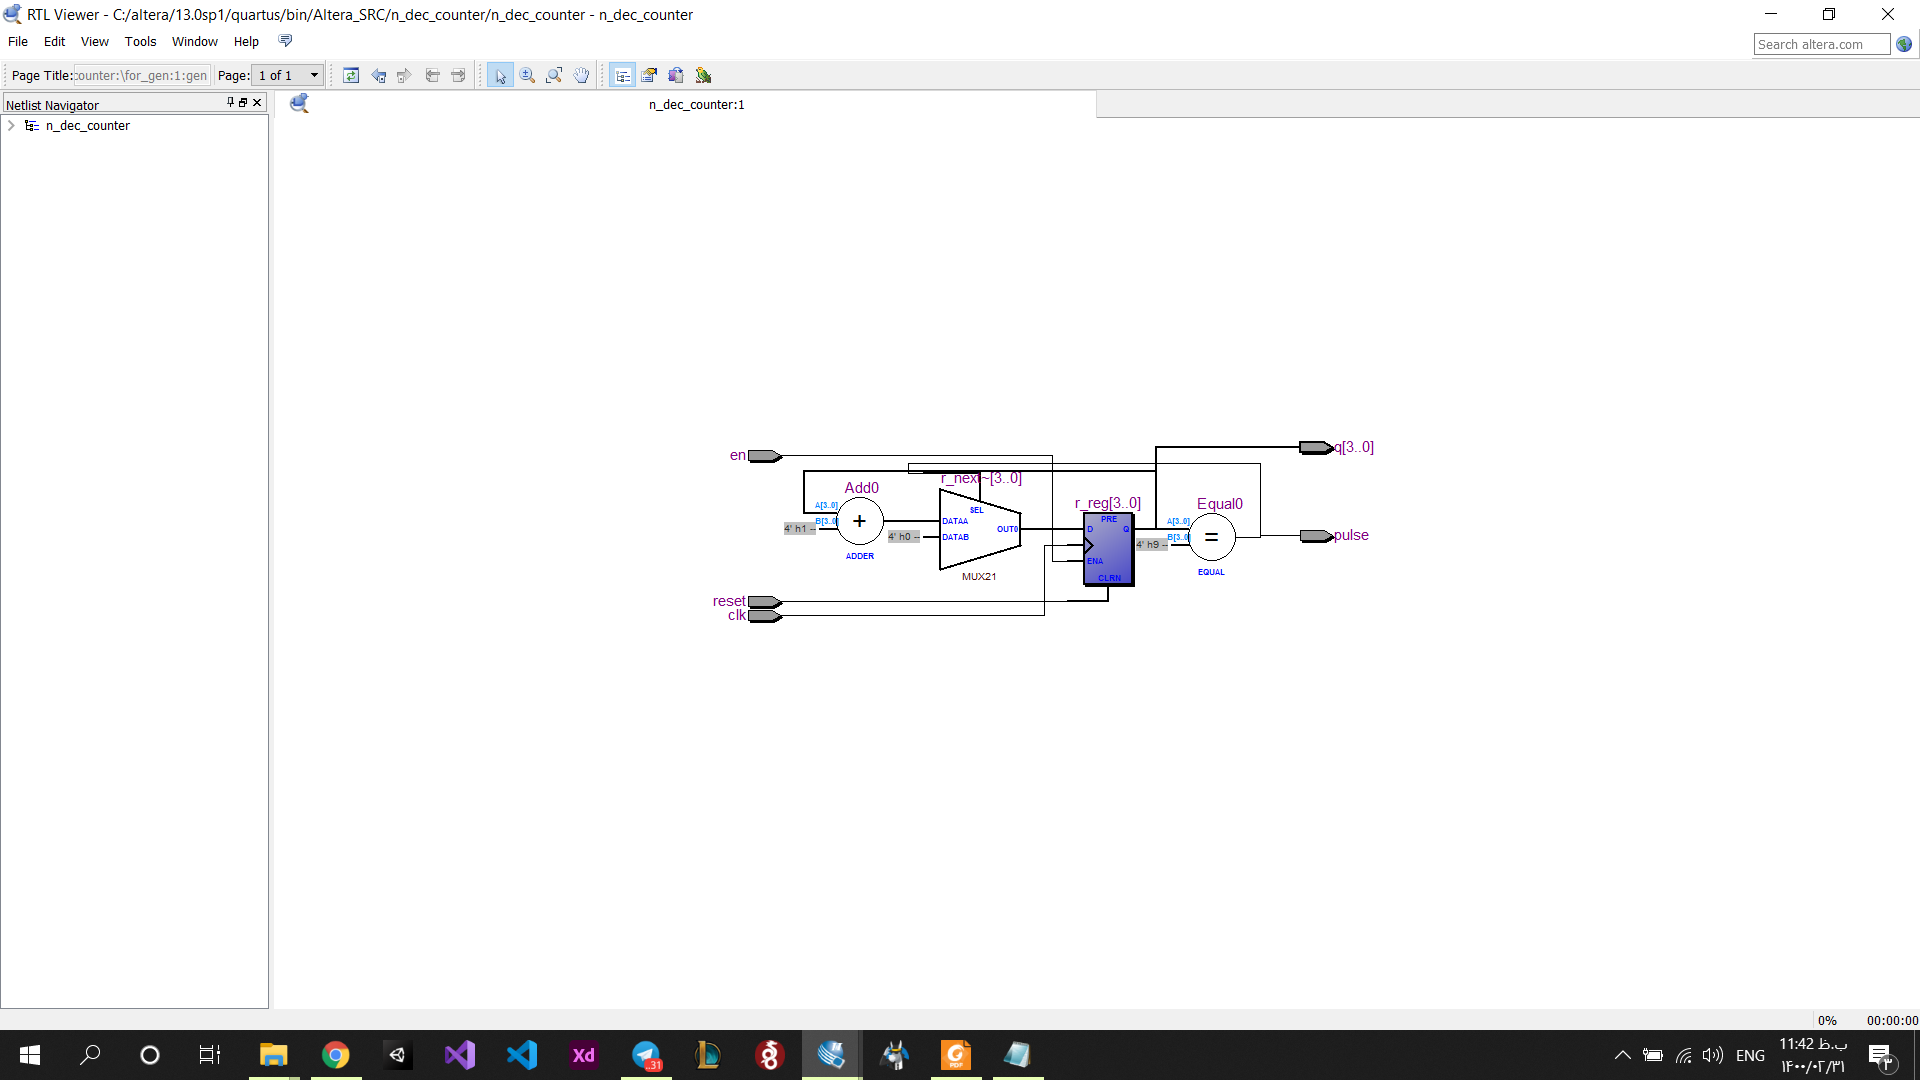 RTL Viewer - C:/altera/13.0sp1/quartus/bin/Altera_SRC/n_dec_counter/n_dec_counter - n_dec_counter
File Edit View Tools Window Help
Search altera.com
Page Title: :ounter:\for_gen:1:gen Page: 1 of 1
Netlist Navigator
n_dec_counter:1
n_dec_counter
en
q[3..0]
r_next~[3..0]
Add0
r_reg[3..0]
Equal0
A[3..0]
B[3..0]
4' h1 --
+
ADDER
SEL
DATAA
DATAB
OUT0
4' h0 --
MUX21
PRE
D
Q
ENA
CLRN
A[3..0]
B[3..0]
4' h9 --
=
EQUAL
pulse
reset
clk
0% 00:00:00
Xd
..31
PDF
ENG
11:42 ب.ظ
۱۴۰۰/۰۲/۳۱
۳